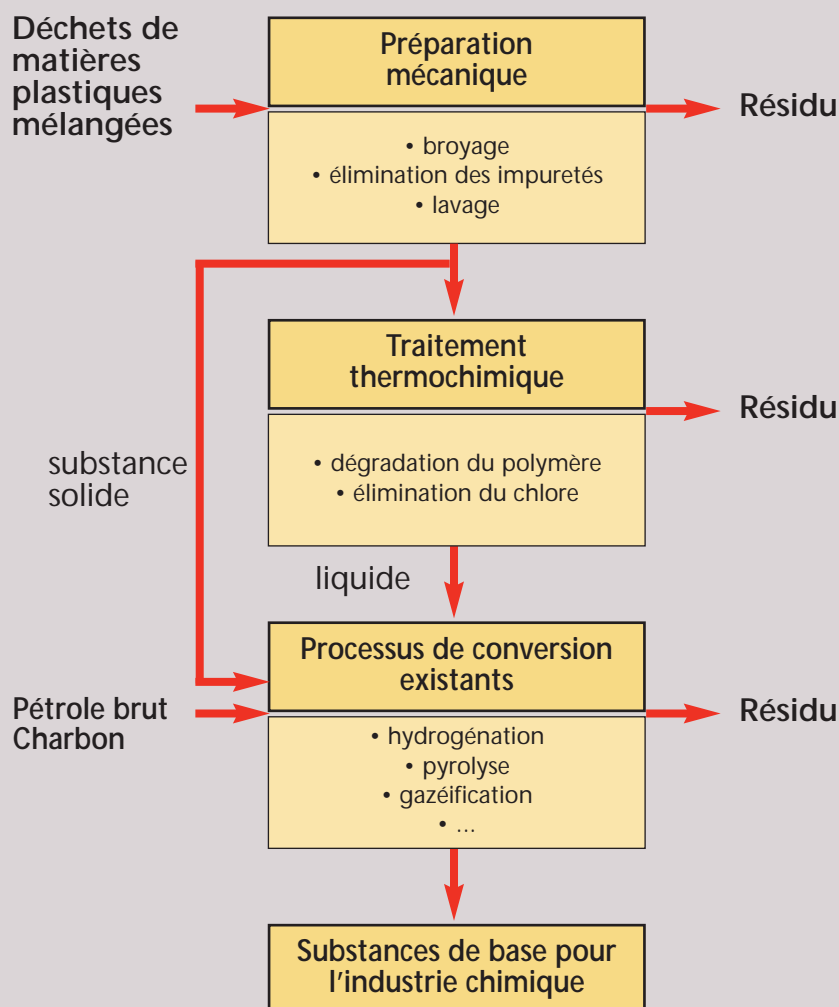 Déchets de
matières
plastiques
mélangées
Préparation
mécanique
Résidu
• broyage
• élimination des impuretés
• lavage
Traitement
thermochimique
Résidu
• dégradation du polymère
• élimination du chlore
substance
solide
liquide
Processus de conversion
existants
Pétrole brut
Charbon
Résidu
• hydrogénation
• pyrolyse
• gazéification
• ...
Substances de base pour
l'industrie chimique